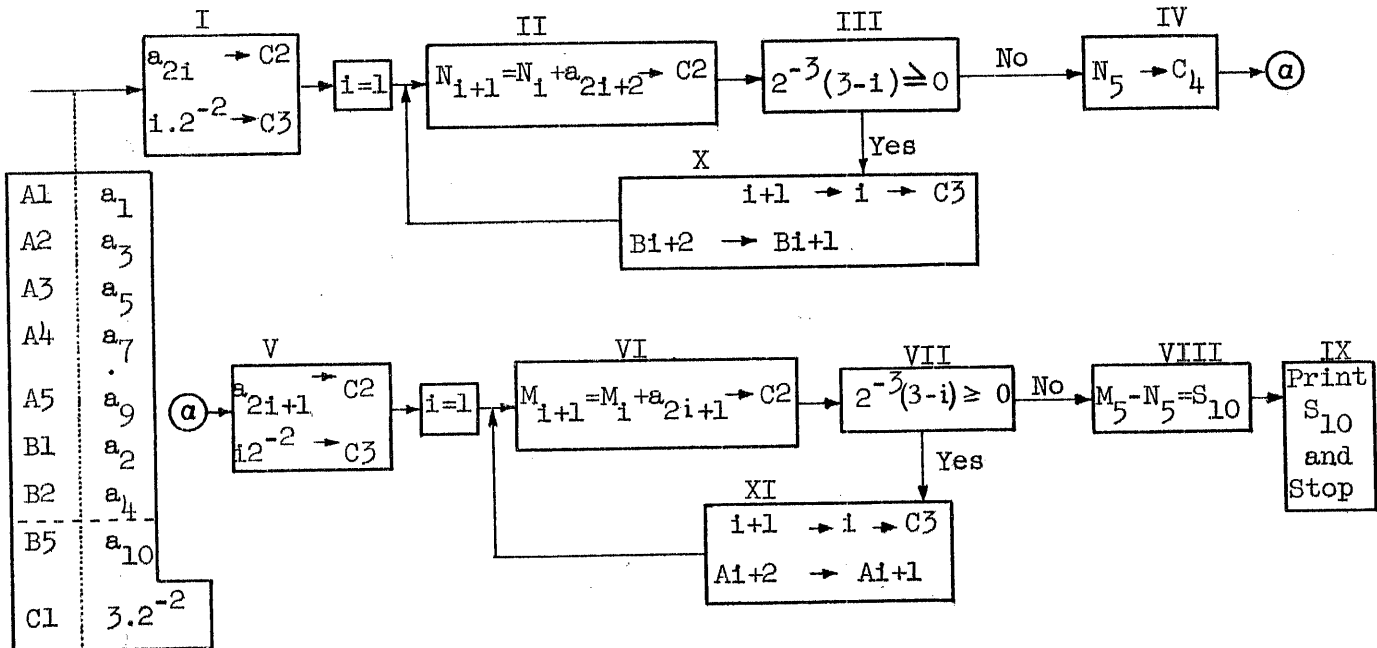 I
a₂ᵢ → C2
i.2⁻² → C3
i=1
II
Nᵢ₊₁=Nᵢ+a₂ᵢ₊₂ → C2
III
2⁻³(3-i) ≧ 0
No
IV
N₅ → C₄
a
Yes
X
i+1 → i → C3
Bi+2 → Bi+1
A1 a₁
A2 a₃
A3 a₅
A4 a₇
A5 a₉
B1 a₂
B2 a₄
B5 a₁₀
C1 3.2⁻²
a
V
a₂ᵢ₊₁ → C2
i2⁻² → C3
i=1
VI
Mᵢ₊₁=Mᵢ+a₂ᵢ₊₁ → C2
VII
2⁻³(3-i) ≥ 0
No
VIII
M₅-N₅=S₁₀
IX
Print
S₁₀
and
Stop
Yes
XI
i+1 → i → C3
Ai+2 → Ai+1